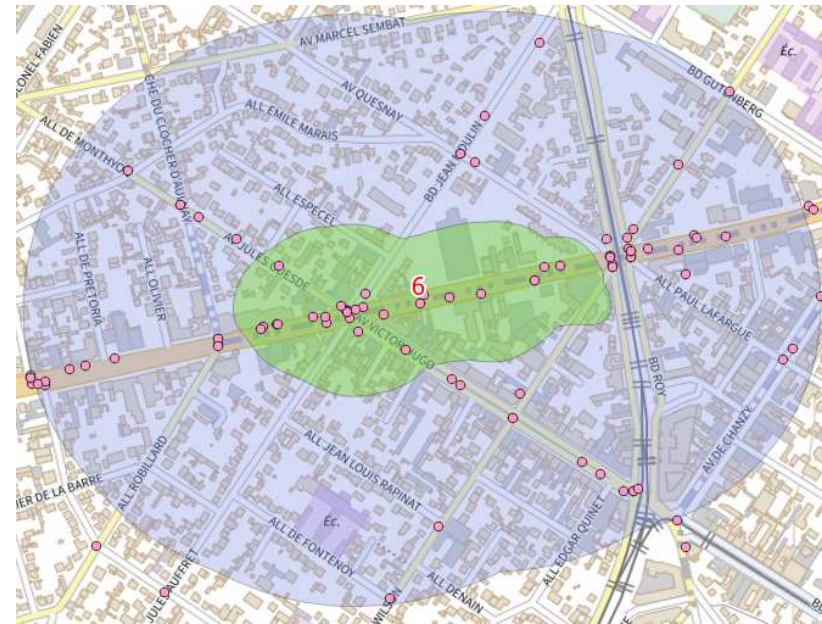 COLONEL FABIEN
AV MARCEL SEMBAT
Éc.
BD GUTENBERG
CHE DU CLOCHER D'AULNAY
AV QUESNAY
ALL DE MONTHYON
ALL EMILE MARAIS
BD JEAN MOULIN
ALL ESPECEL
ALL DE PRETORIA
ALL OLIVIER
AV JULES GUESDE
6
ALL PAUL LAFARGUE
AV VICTOR HUGO
BD ROY
AV DE CHANZY
ALL ROBILLARD
ALL JEAN LOUIS RAPINAT
IER DE LA BARRE
Éc.
ALL DE FONTENOY
ALL EDGAR QUINET
JULES AUFFRET
ALL DENAIN
WILSON